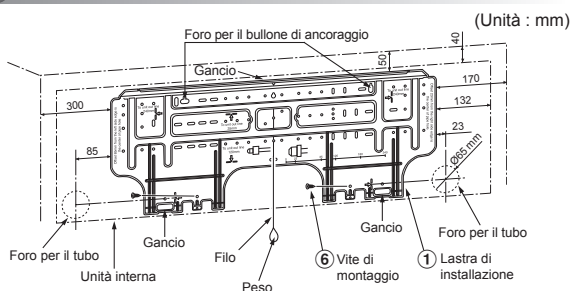 (Unità : mm)
Foro per il bullone di ancoraggio
40
50
Gancio
170
300
132
23
85
Ø65 mm
Gancio
Filo
Gancio
Foro per il tubo
Foro per il tubo
Unità interna
Peso
6 Vite di
montaggio
1 Lastra di
installazione